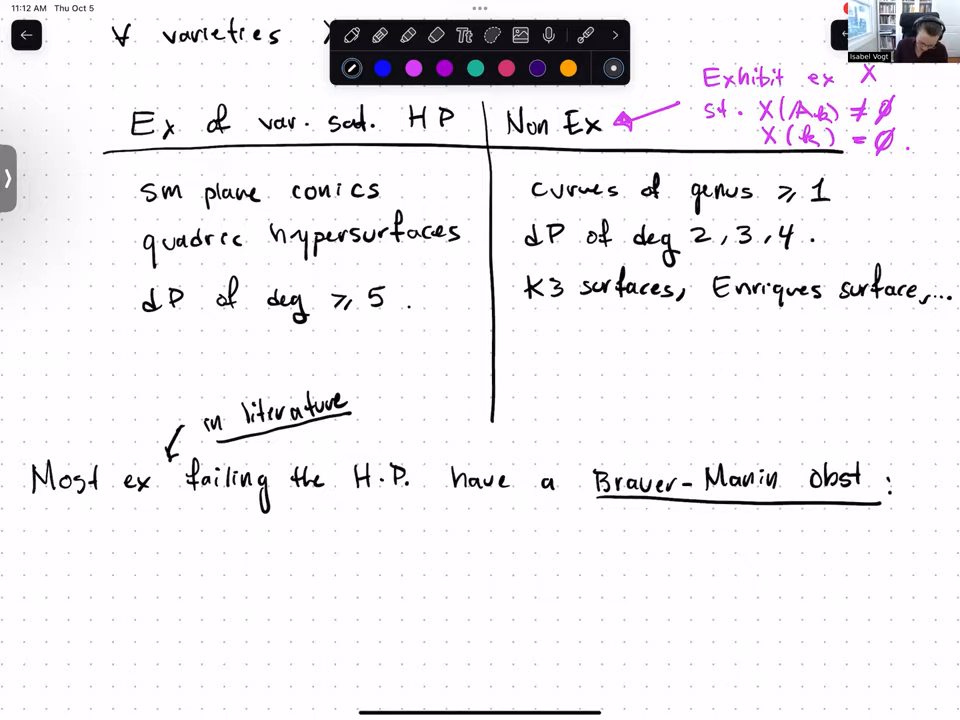 11:12 AM Thu Oct 5
∀ varieties
Tt
Isabel Vogt
Exhibit ex X
st. X(A_k) ≠ ∅
X(k) = ∅.
Ex of var. sat. HP
Non Ex
sm plane conics
quadric hypersurfaces
dP of deg ≥ 5.
curves of genus ≥ 1
dP of deg 2, 3, 4.
K3 surfaces, Enriques surface,...
in literature
Most ex failing the H.P. have a Brauer-Manin obst: